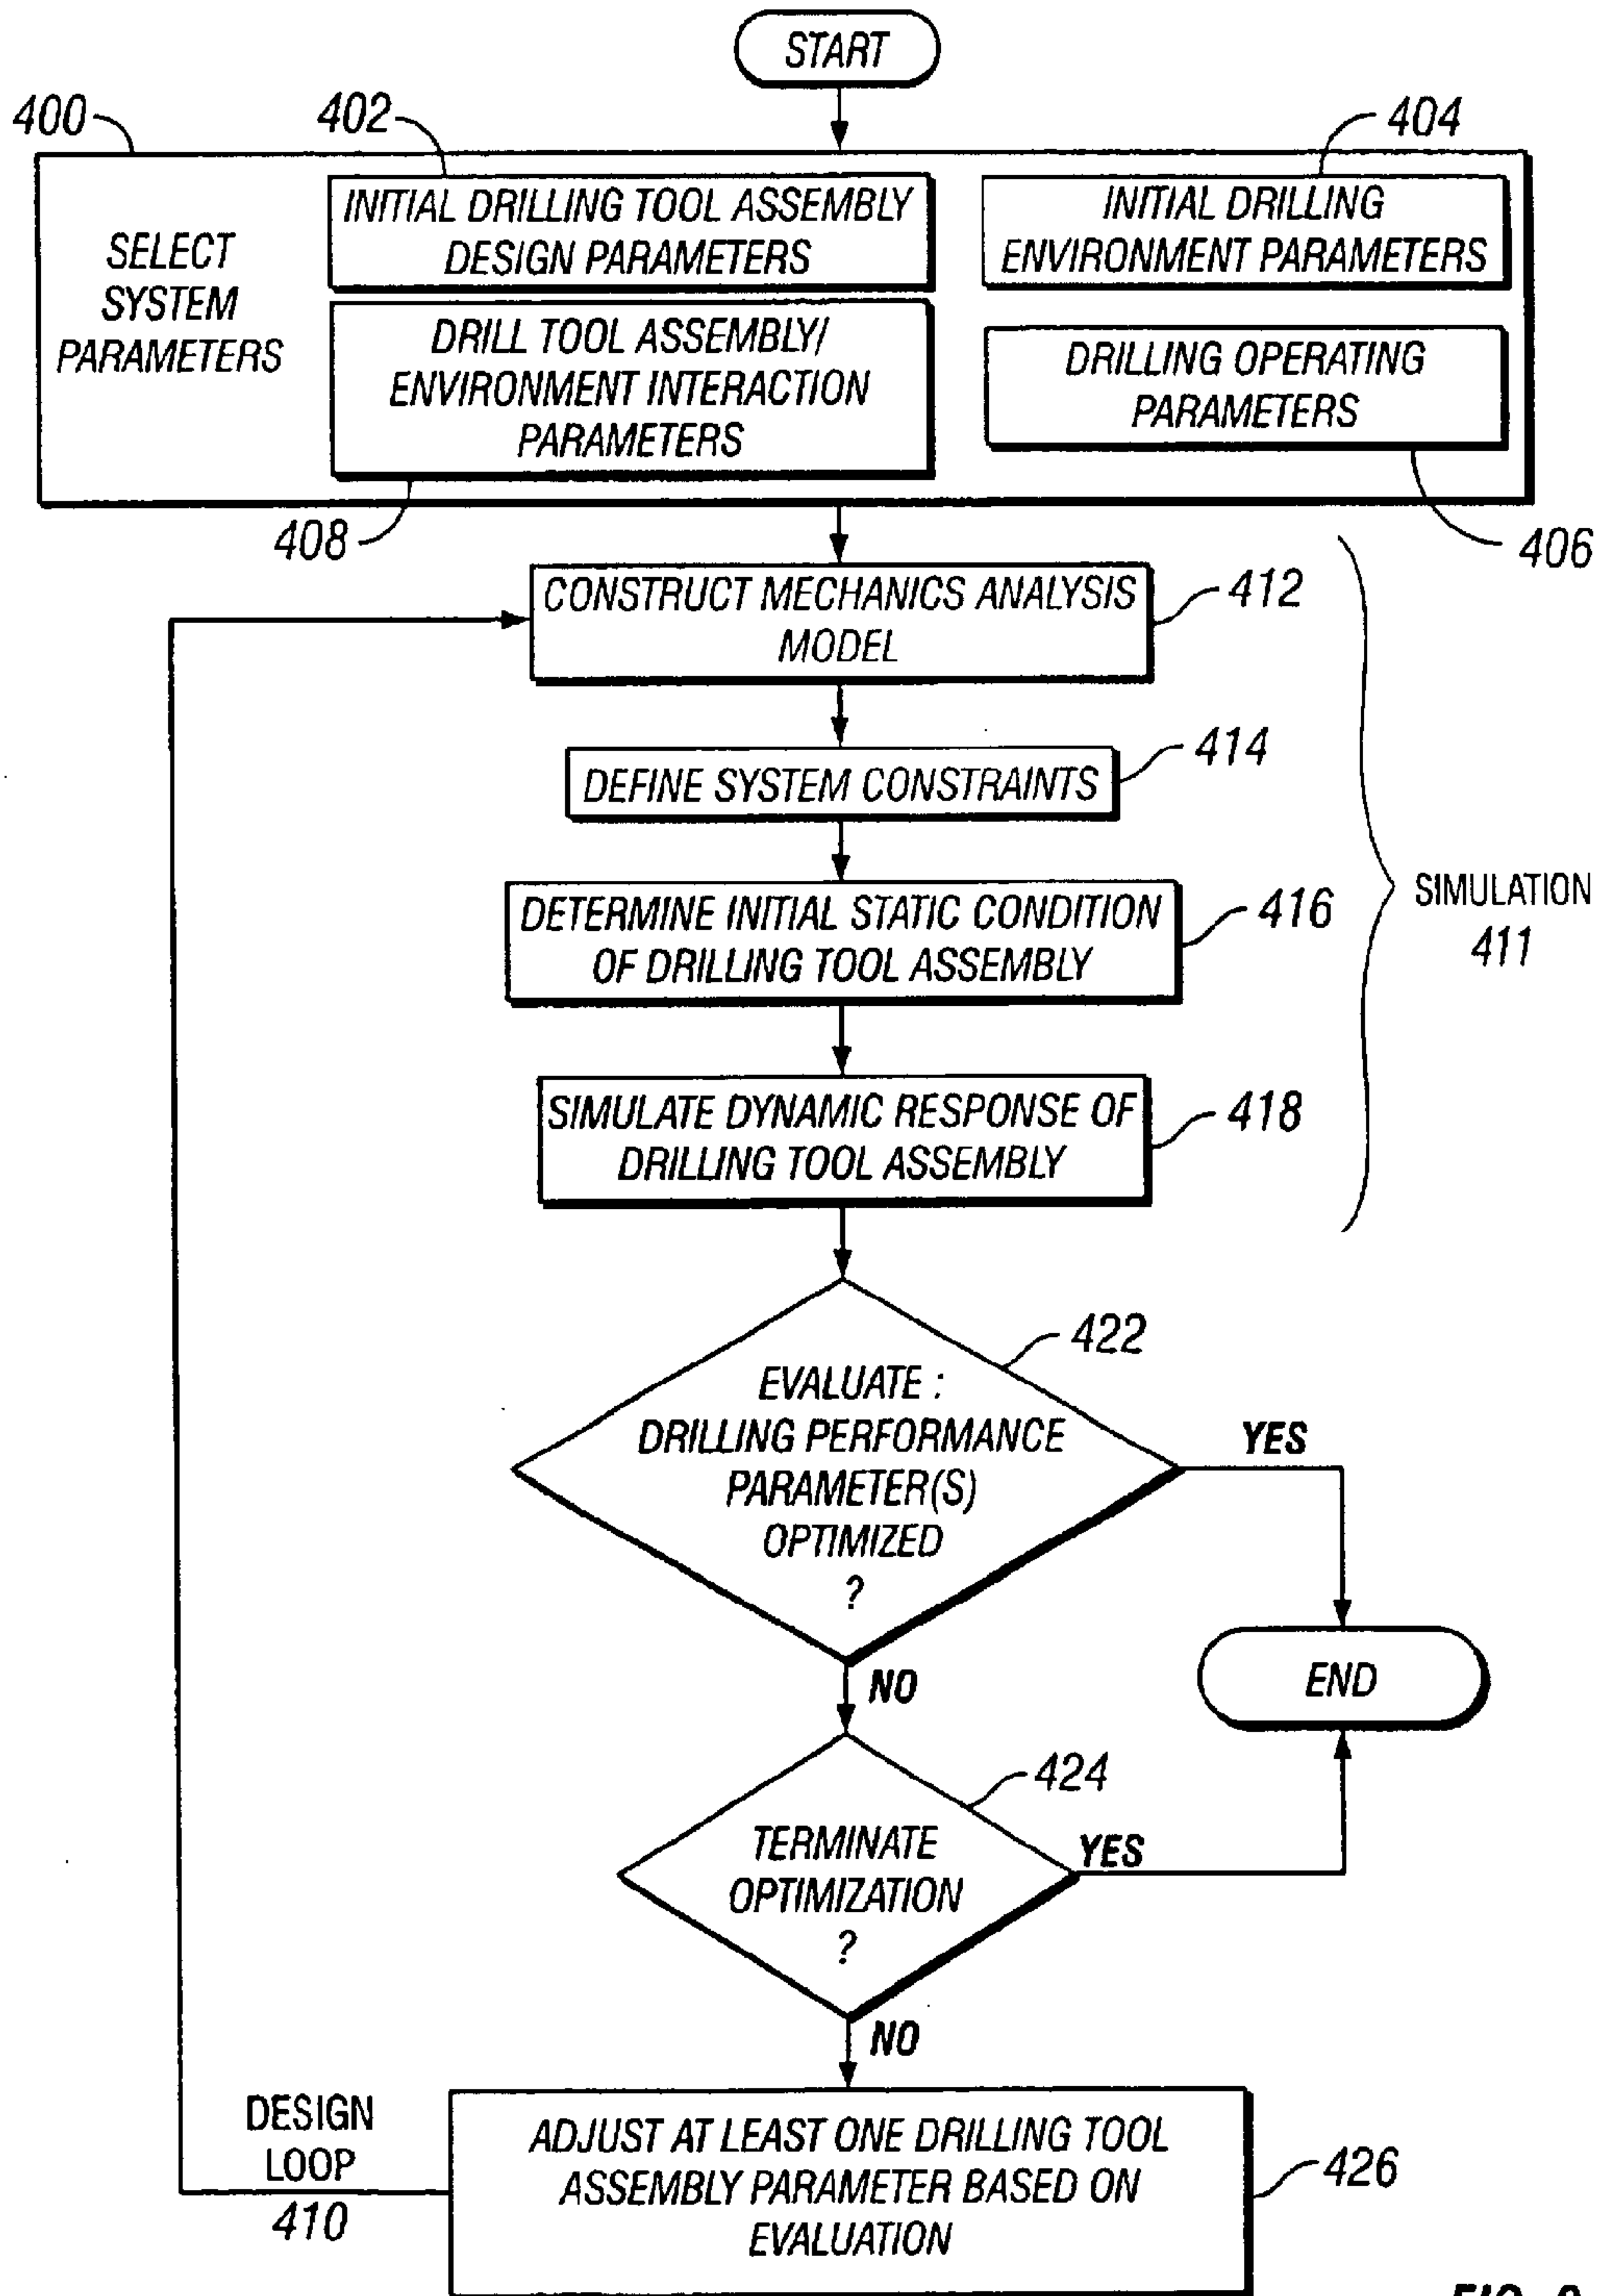 START
400
402
404
SELECT
SYSTEM
PARAMETERS
INITIAL DRILLING TOOL ASSEMBLY
DESIGN PARAMETERS
INITIAL DRILLING
ENVIRONMENT PARAMETERS
DRILL TOOL ASSEMBLY/
ENVIRONMENT INTERACTION
PARAMETERS
DRILLING OPERATING
PARAMETERS
408
406
CONSTRUCT MECHANICS ANALYSIS
MODEL
412
DEFINE SYSTEM CONSTRAINTS
414
DETERMINE INITIAL STATIC CONDITION
OF DRILLING TOOL ASSEMBLY
416
SIMULATION
411
SIMULATE DYNAMIC RESPONSE OF
DRILLING TOOL ASSEMBLY
418
EVALUATE :
DRILLING PERFORMANCE
PARAMETER(S)
OPTIMIZED
?
422
YES
NO
END
TERMINATE
OPTIMIZATION
?
424
YES
NO
DESIGN
LOOP
410
ADJUST AT LEAST ONE DRILLING TOOL
ASSEMBLY PARAMETER BASED ON
EVALUATION
426
FIG.